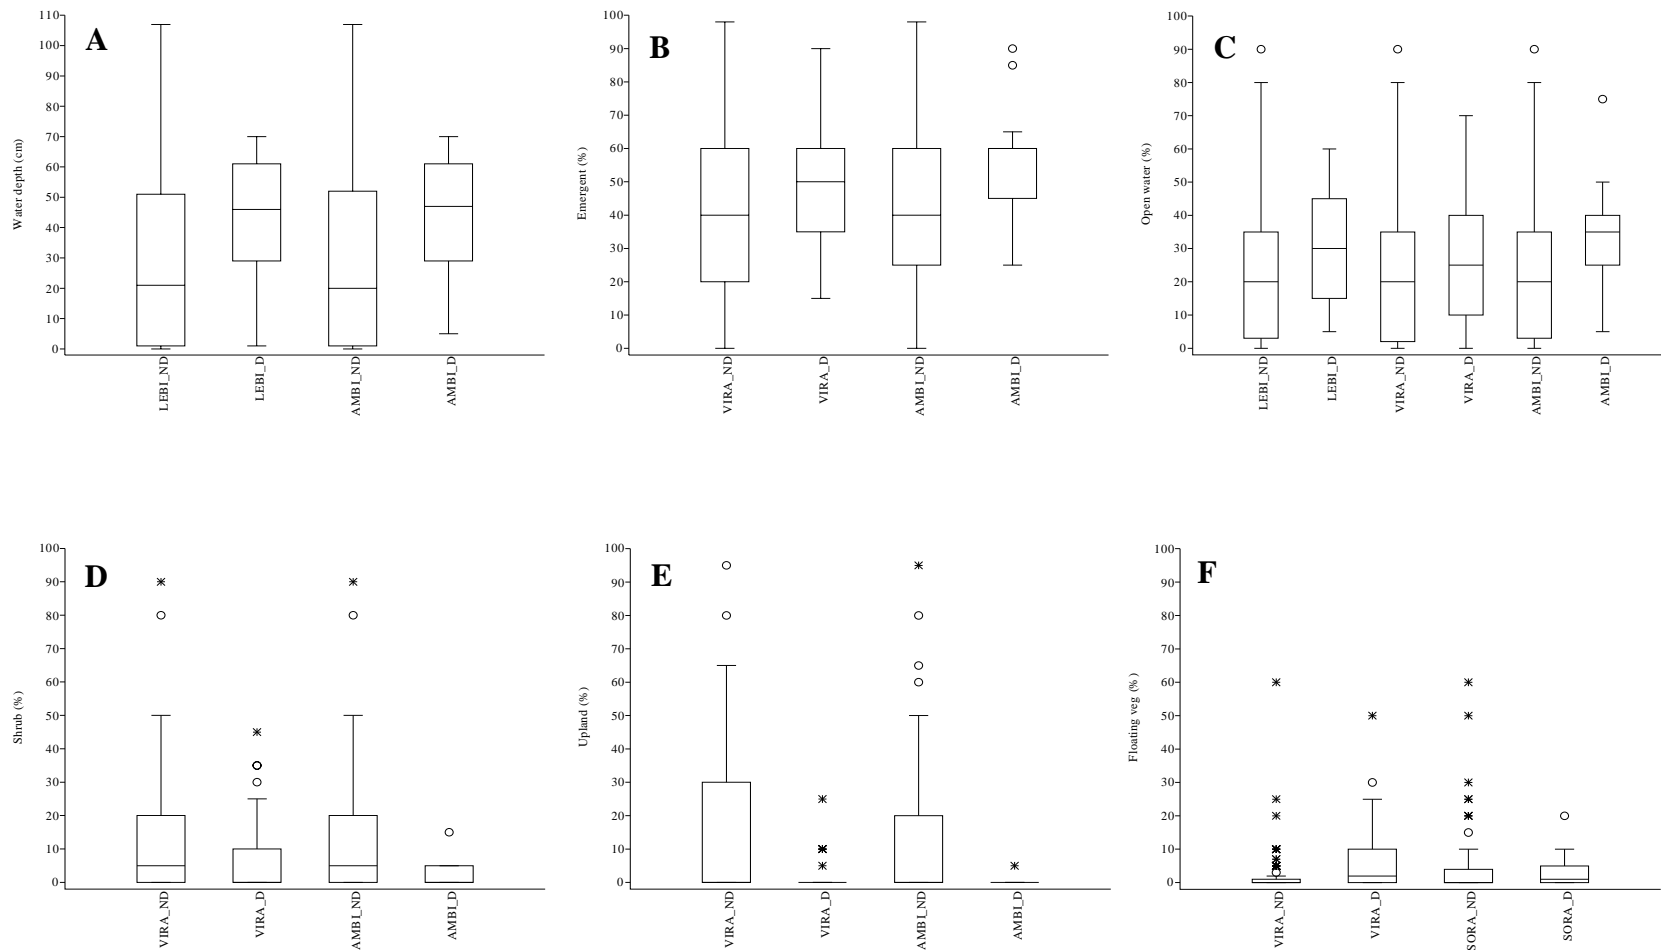 A
Water depth (cm)
110
100
90
80
70
60
50
40
30
20
10
0
LEBI_ND
LEBI_D
AMBI_ND
AMBI_D
B
Emergent (%)
100
90
80
70
60
50
40
30
20
10
0
VIRA_ND
VIRA_D
AMBI_ND
AMBI_D
C
Open water (%)
100
90
80
70
60
50
40
30
20
10
0
LEBI_ND
LEBI_D
VIRA_ND
VIRA_D
AMBI_ND
AMBI_D
D
Shrub (%)
100
90
80
70
60
50
40
30
20
10
0
VIRA_ND
VIRA_D
AMBI_ND
AMBI_D
E
Upland (%)
100
90
80
70
60
50
40
30
20
10
0
VIRA_ND
VIRA_D
AMBI_ND
AMBI_D
F
Floating veg (%)
100
90
80
70
60
50
40
30
20
10
0
VIRA_ND
VIRA_D
SORA_ND
SORA_D